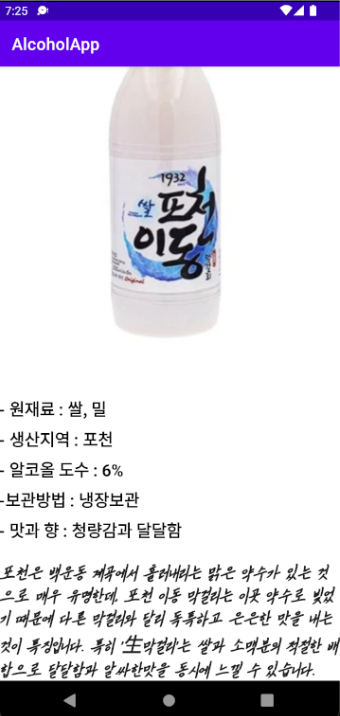 7:25
AlcoholApp
1932
쌀
포천
이동
Original
- 원재료 : 쌀, 밀
- 생산지역 : 포천
- 알코올 도수 : 6%
-보관방법 : 냉장보관
- 맛과 향 : 청량감과 달달함
포천은 백운동 계곡에서 흘러내리는 맑은 약수가 있는 것
으로 매우 유명한데, 포천 이동 막걸리는 이곳 약수로 빚었
기 때문에 다른 막걸리와 달리 독특하고 은은한 맛을 내는
것이 특징입니다. 특히 '生막걸리'는 쌀과 소맥분의 적절한 배
합으로 달달함과 알싸한맛을 동시에 느낄 수 있습니다.